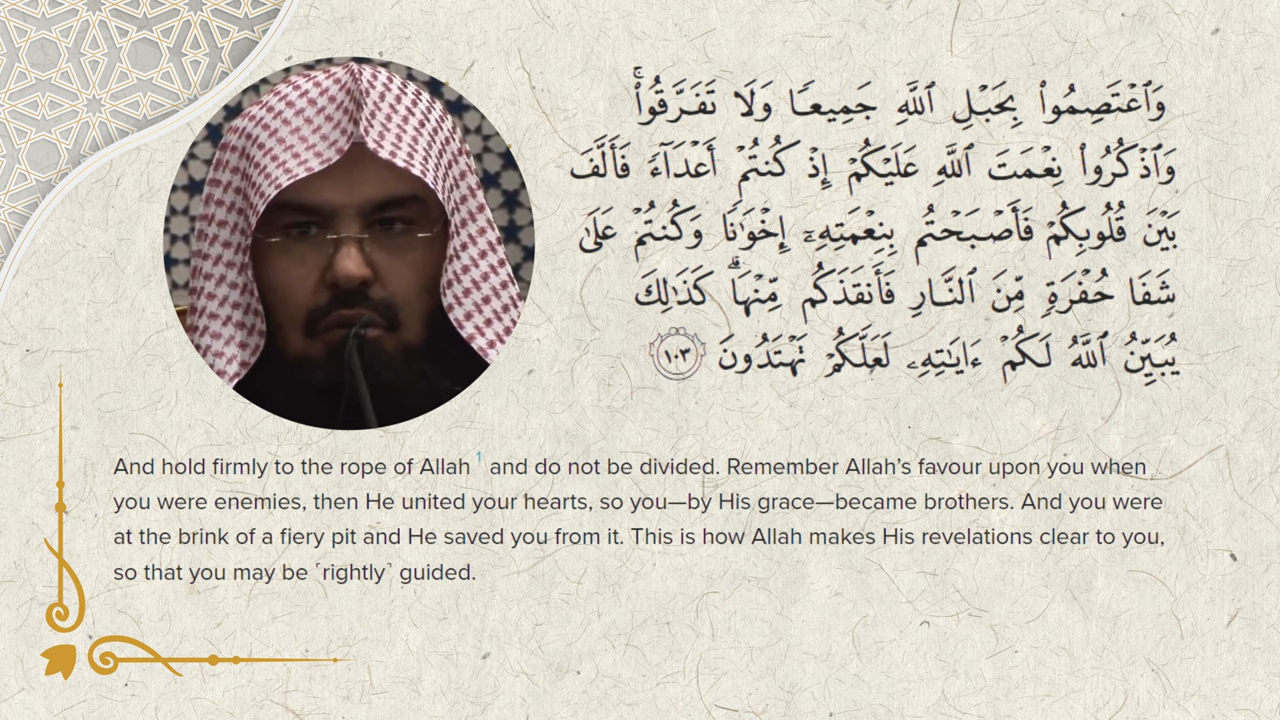 وَٱعْتَصِمُوا۟ بِحَبْلِ ٱللَّهِ جَمِيعًا وَلَا تَفَرَّقُوا۟ ۚ
وَٱذْكُرُوا۟ نِعْمَتَ ٱللَّهِ عَلَيْكُمْ إِذْ كُنتُمْ أَعْدَآءً فَأَلَّفَ
بَيْنَ قُلُوبِكُمْ فَأَصْبَحْتُم بِنِعْمَتِهِۦٓ إِخْوَٰنًا وَكُنتُمْ عَلَىٰ
شَفَا حُفْرَةٍ مِّنَ ٱلنَّارِ فَأَنقَذَكُم مِّنْهَا ۗ كَذَٰلِكَ
يُبَيِّنُ ٱللَّهُ لَكُمْ ءَايَـٰتِهِۦ لَعَلَّكُمْ تَهْتَدُونَ ١٠٣
And hold firmly to the rope of Allah ¹ and do not be divided. Remember Allah’s favour upon you when
you were enemies, then He united your hearts, so you—by His grace—became brothers. And you were
at the brink of a fiery pit and He saved you from it. This is how Allah makes His revelations clear to you,
so that you may be ˹rightly˺ guided.